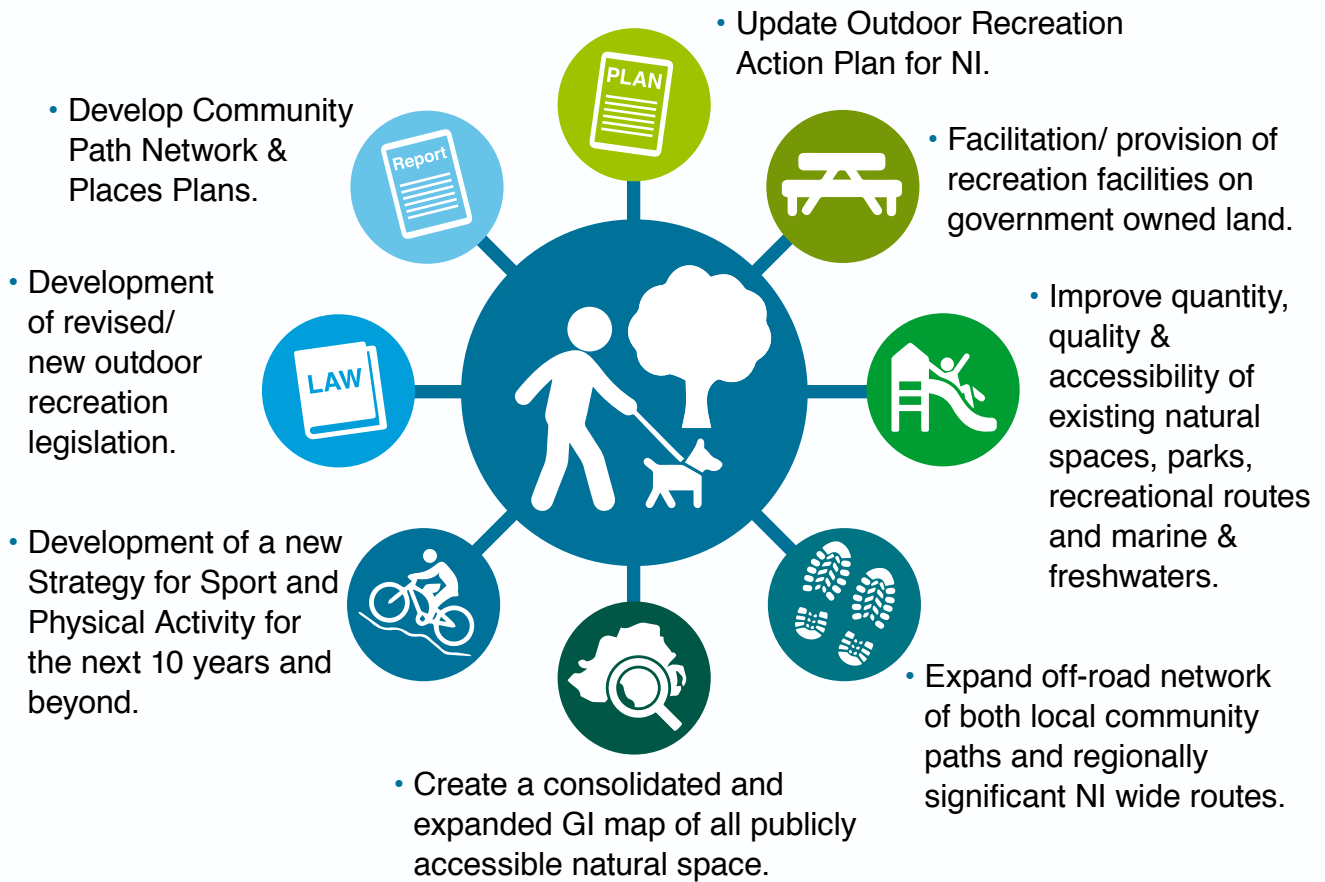 • Update Outdoor Recreation
Action Plan for NI.
PLAN
• Develop Community
Path Network &
Places Plans.
Report
• Facilitation/ provision of
recreation facilities on
government owned land.
• Development
of revised/
new outdoor
recreation
legislation.
LAW
• Improve quantity,
quality &
accessibility of
existing natural
spaces, parks,
recreational routes
and marine &
freshwaters.
• Development of a new
Strategy for Sport and
Physical Activity for
the next 10 years and
beyond.
• Expand off-road network
of both local community
paths and regionally
significant NI wide routes.
• Create a consolidated and
expanded GI map of all publicly
accessible natural space.